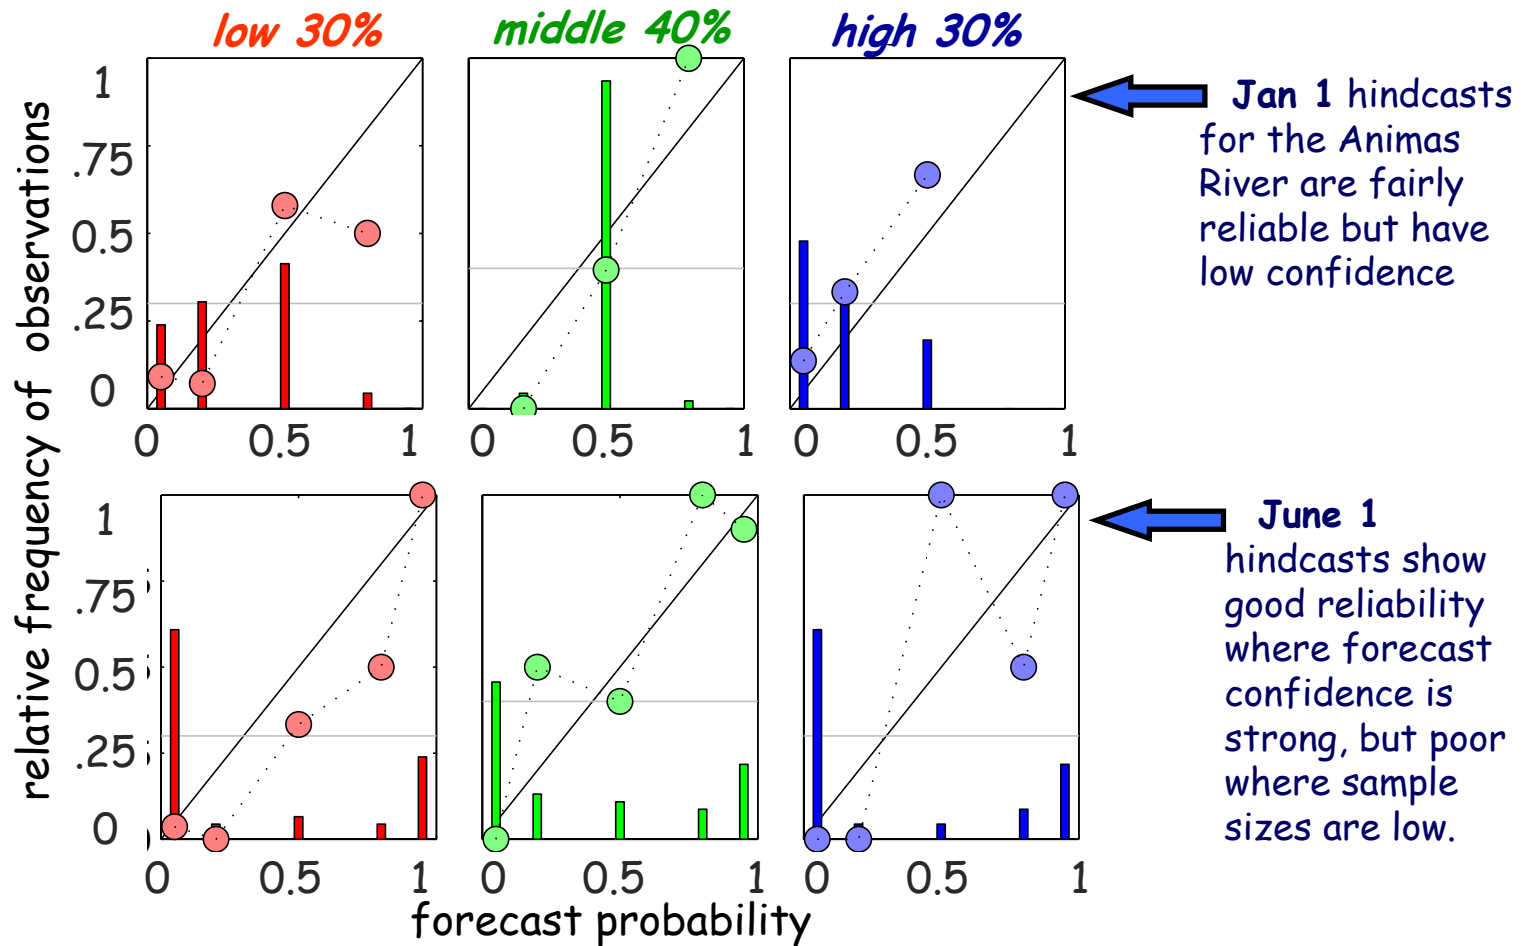 low 30%
middle 40%
high 30%
relative frequency of observations
1
.75
0.5
.25
0
0
0.5
1
0
0.5
1
0
0.5
1
Jan 1 hindcasts
for the Animas
River are fairly
reliable but have
low confidence
1
.75
0.5
.25
0
0
0.5
1
0
0.5
1
0
0.5
1
forecast probability
June 1
hindcasts show
good reliability
where forecast
confidence is
strong, but poor
where sample
sizes are low.